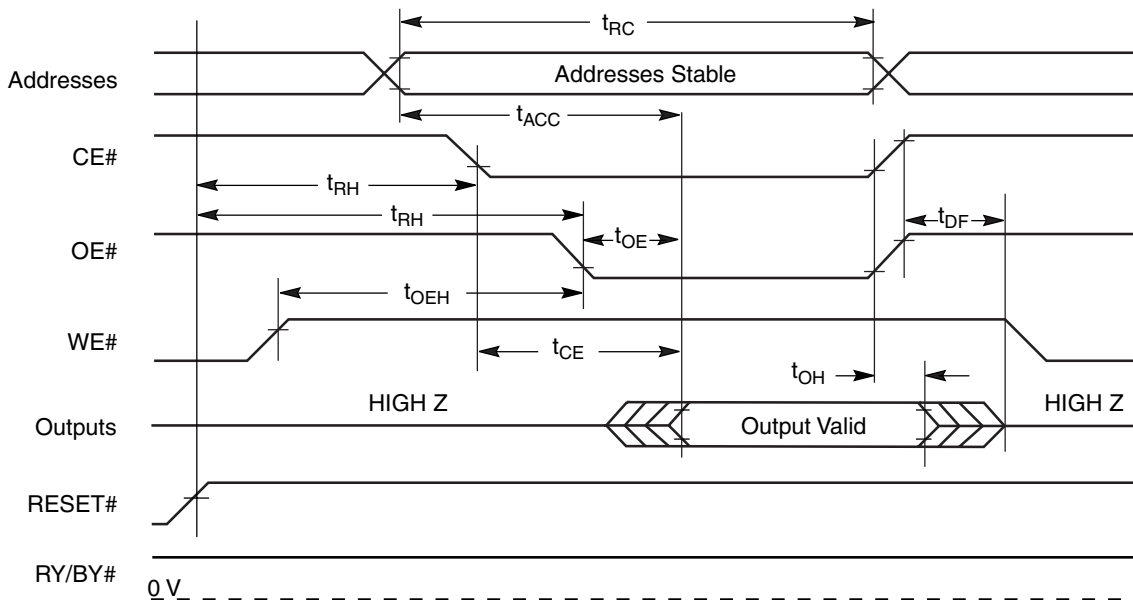 tRC
Addresses
Addresses Stable
tACC
CE#
tRH
tRH
tDF
OE#
tOE
tOEH
WE#
tCE
tOH
HIGH Z
HIGH Z
Outputs
Output Valid
RESET#
RY/BY#
0 V